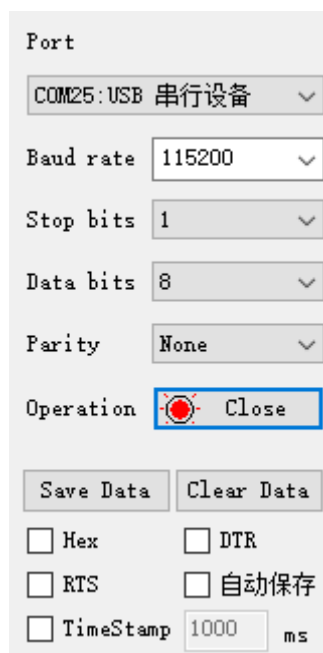 Port
COM25:USB 串行设备
Baud rate 115200
Stop bits 1
Data bits 8
Parity None
Operation Close
Save Data Clear Data
Hex DTR
RTS 自动保存
TimeStamp 1000 ms